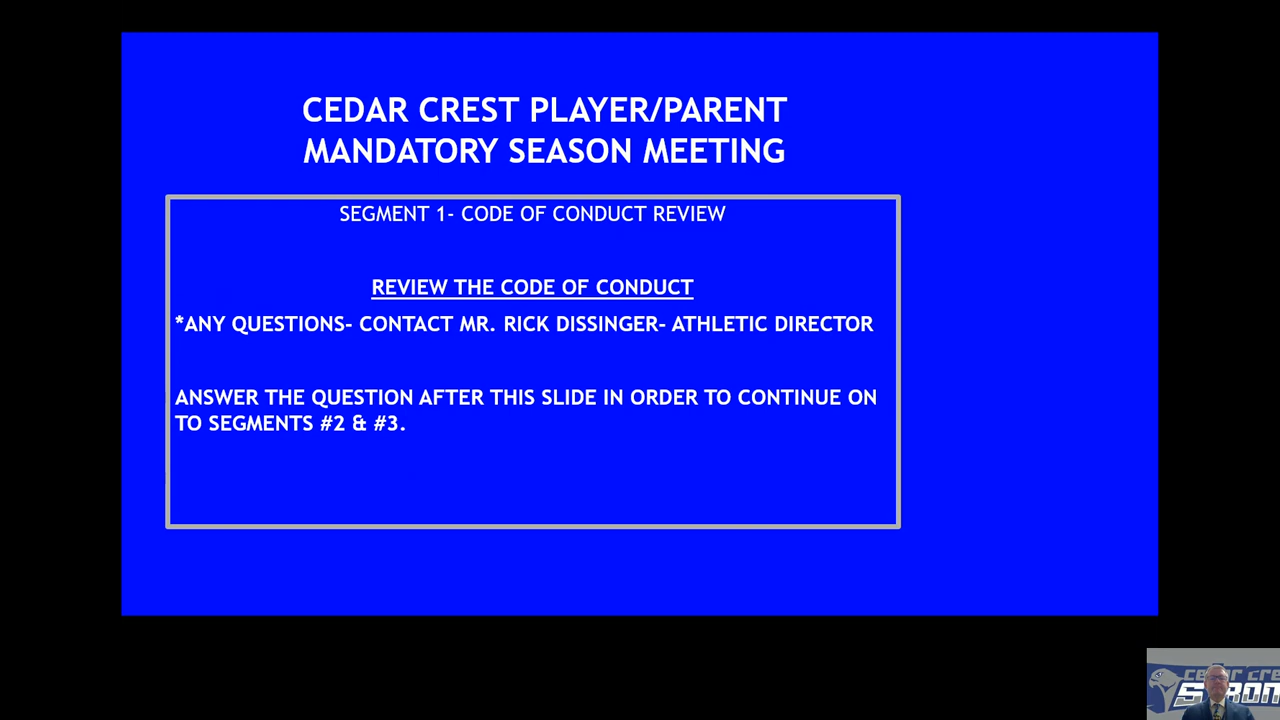 CEDAR CREST PLAYER/PARENT
MANDATORY SEASON MEETING
SEGMENT 1- CODE OF CONDUCT REVIEW
REVIEW THE CODE OF CONDUCT
*ANY QUESTIONS- CONTACT MR. RICK DISSINGER- ATHLETIC DIRECTOR
ANSWER THE QUESTION AFTER THIS SLIDE IN ORDER TO CONTINUE ON
TO SEGMENTS #2 & #3.
cedar cre